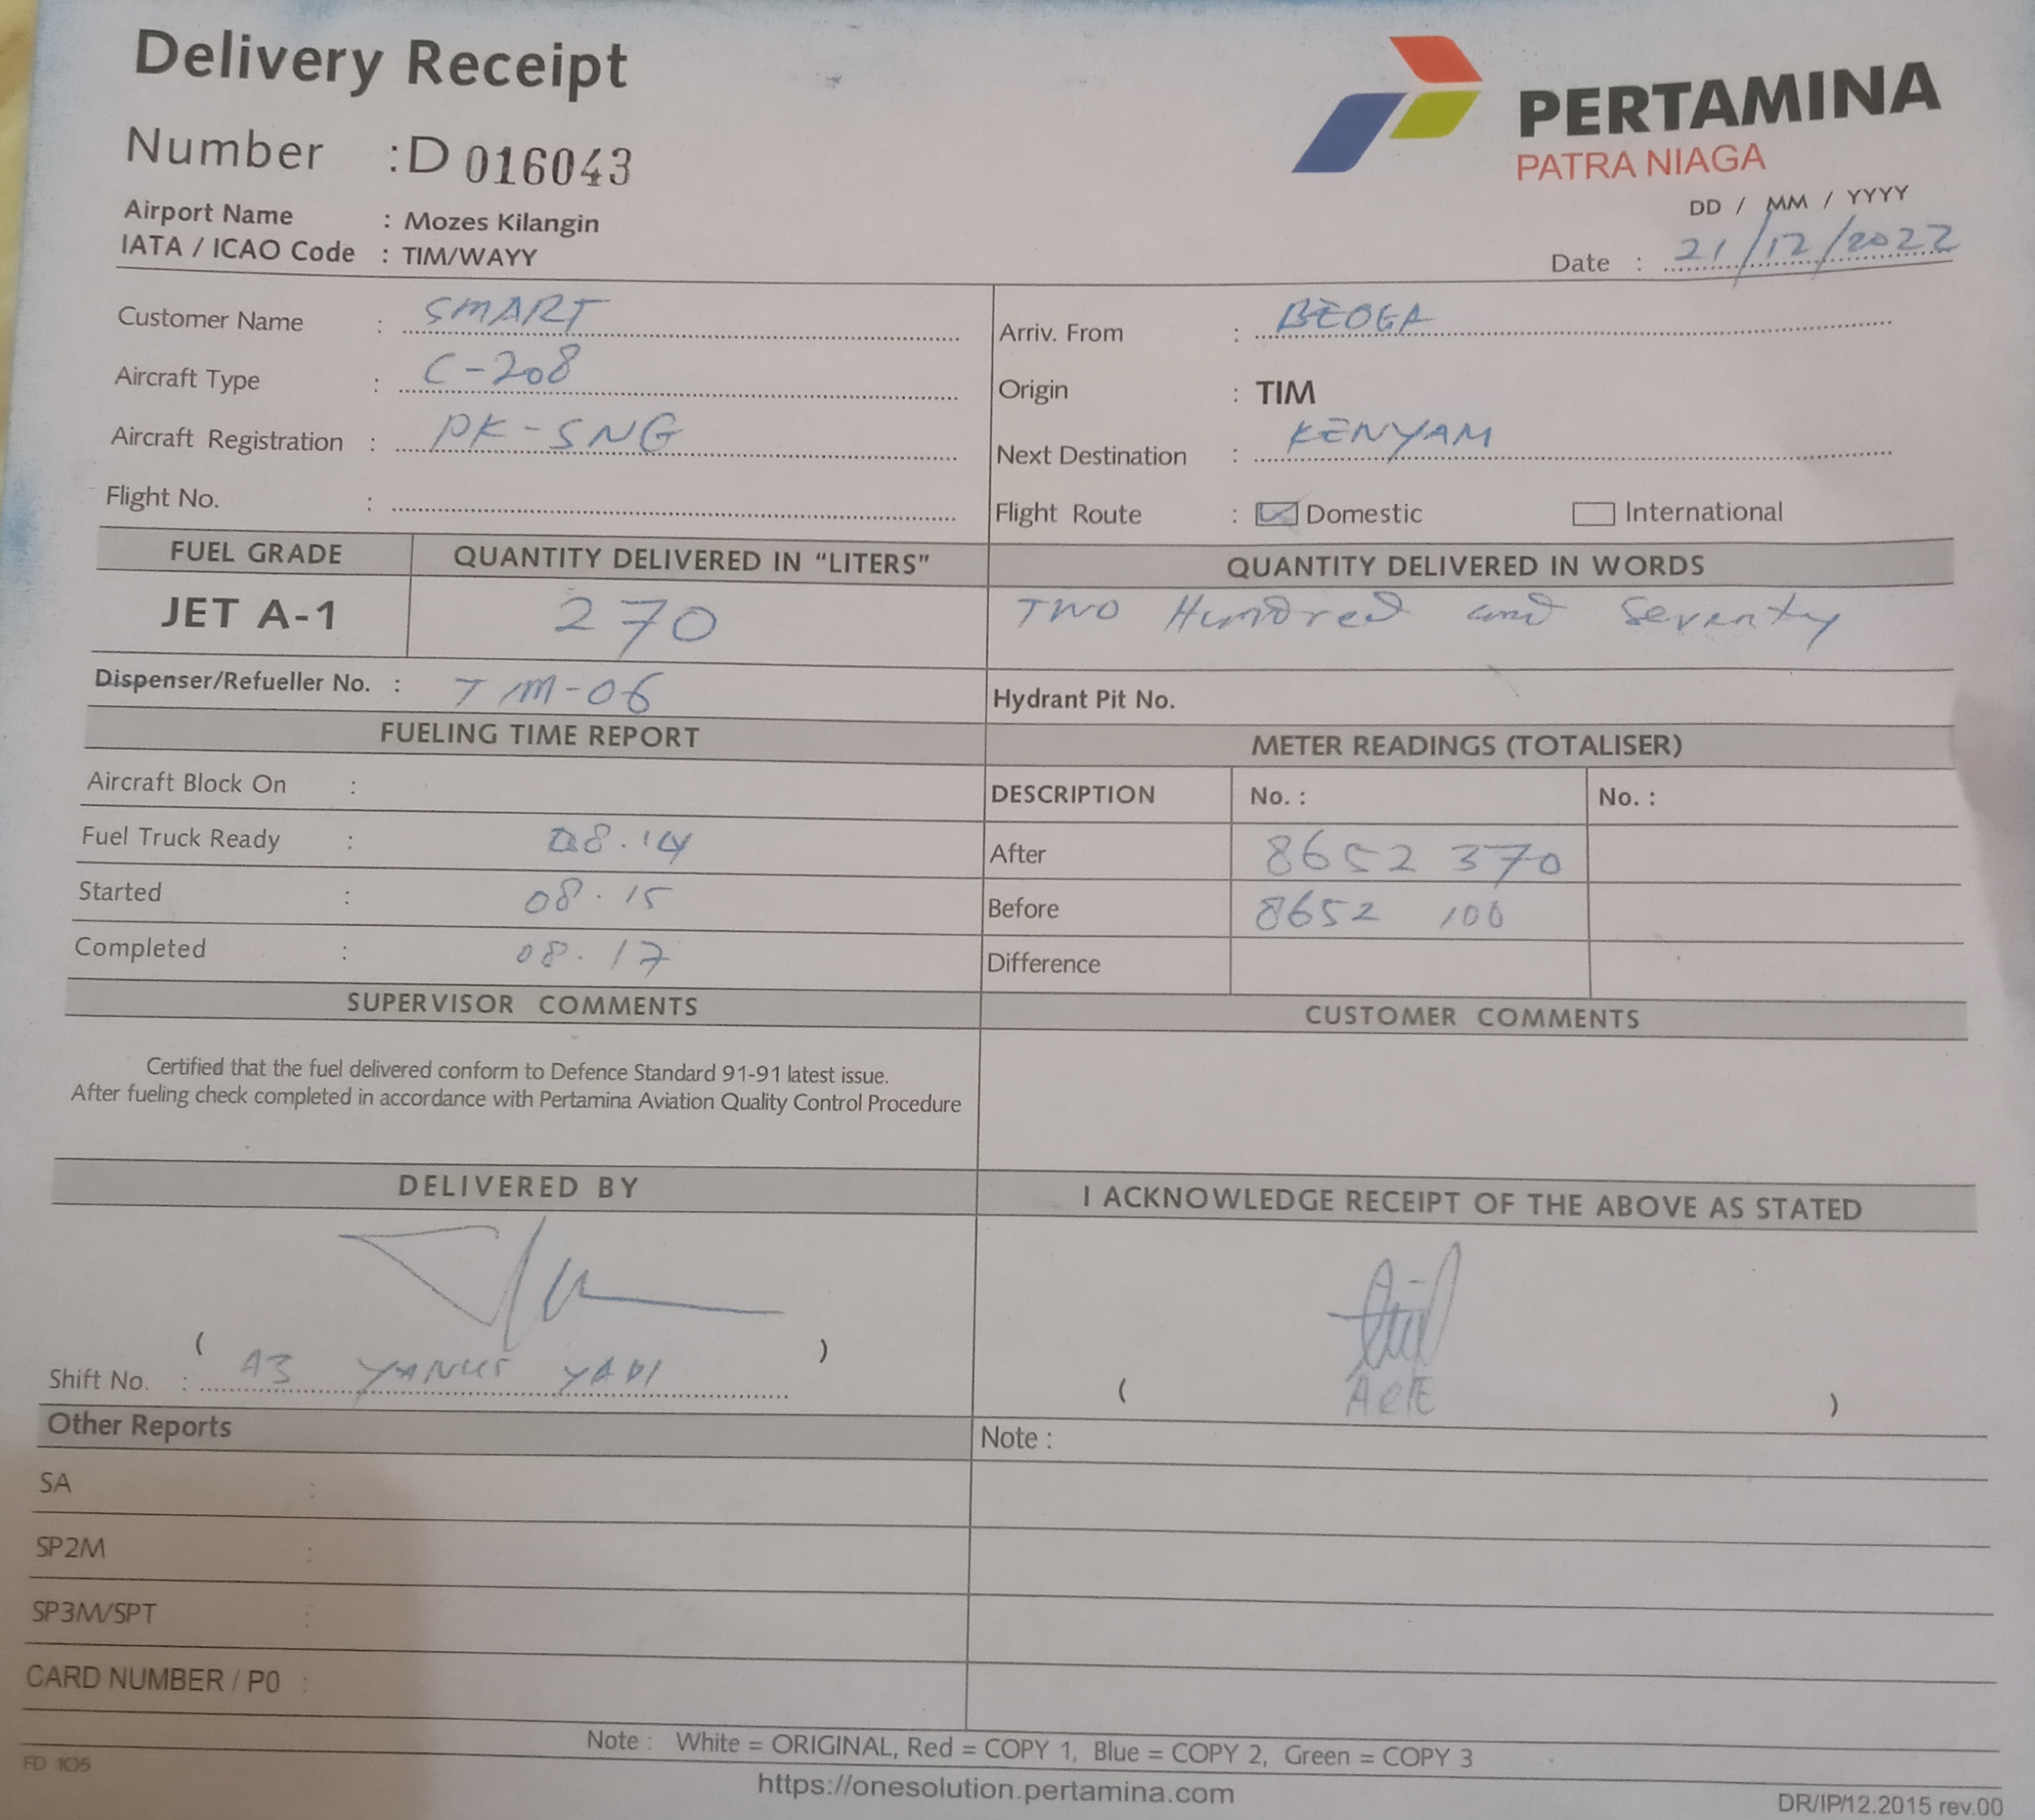 Delivery Receipt
PERTAMINA
PATRA NIAGA
Number : D 016043
Airport Name : Mozes Kilangin
IATA / ICAO Code : TIM/WAYY
DD / MM / YYYY
Date : 21/12/2022
Customer Name : SMART
Arriv. From : BEOGA
Aircraft Type : C-208
Origin : TIM
Aircraft Registration : PK-SNG
Next Destination : KENYAM
Flight No. :
Flight Route : Domestic International
FUEL GRADE QUANTITY DELIVERED IN "LITERS" QUANTITY DELIVERED IN WORDS
JET A-1 270 TWO Hundred and Seventy
Dispenser/Refueller No. : TIM-06 Hydrant Pit No.
FUELING TIME REPORT METER READINGS (TOTALISER)
Aircraft Block On : DESCRIPTION No. : No. :
Fuel Truck Ready : 08.14 After 8652 370
Started : 08.15 Before 8652 100
Completed : 08.17 Difference
SUPERVISOR COMMENTS CUSTOMER COMMENTS
Certified that the fuel delivered conform to Defence Standard 91-91 latest issue.
After fueling check completed in accordance with Pertamina Aviation Quality Control Procedure
DELIVERED BY I ACKNOWLEDGE RECEIPT OF THE ABOVE AS STATED
( ) ( )
Shift No. : A3 YADI
Other Reports Note :
SA :
SP2M :
SP3M/SPT :
CARD NUMBER / P0 :
Note : White = ORIGINAL, Red = COPY 1, Blue = COPY 2, Green = COPY 3
FD 105
https://onesolution.pertamina.com
DR/IP/12.2015 rev.00